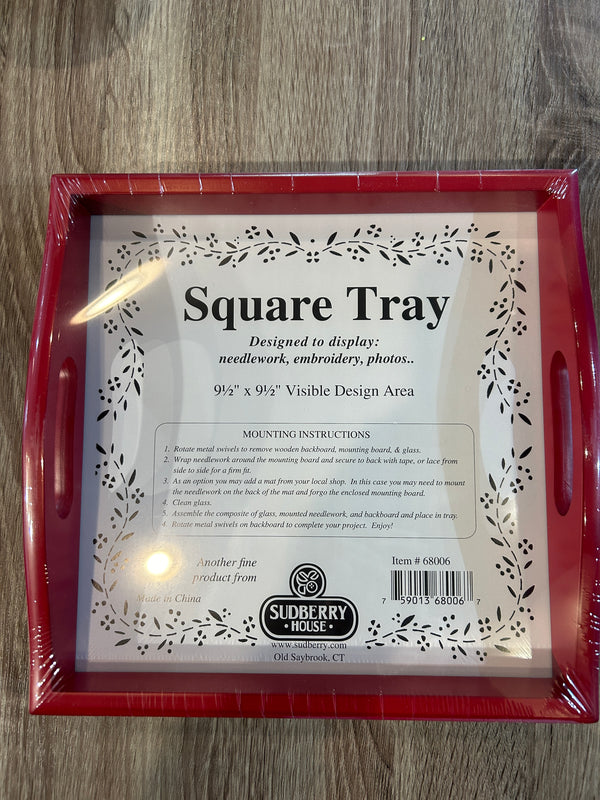 Square Tray
Designed to display:
needlework, embroidery, photos..
9½" x 9½" Visible Design Area
MOUNTING INSTRUCTIONS
1. Rotate metal swivels to remove wooden backboard, mounting board, & glass.
2. Wrap needlework around the mounting board and secure to back with tape, or lace from
side to side for a firm fit.
3. As an option you may add a mat from your local shop. In this case you may need to mount
the needlework on the back of the mat and forgo the enclosed mounting board.
4. Clean glass.
5. Assemble the composite of glass, mounted needlework, and backboard and place in tray.
4. Rotate metal swivels on backboard to complete your project. Enjoy!
Another fine
product from
Made in China
SUDBERRY
HOUSE
www.sudberry.com
Old Saybrook, CT
Item # 68006
7 59013 68006 7